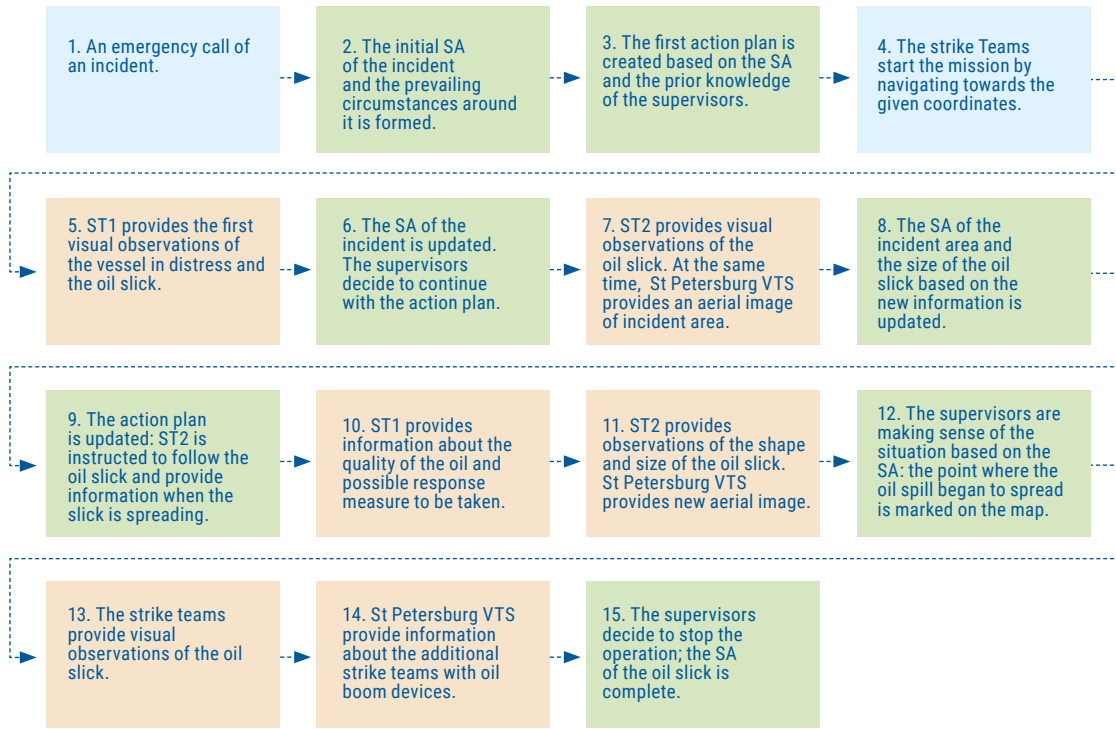 1. An emergency call of
an incident.
2. The initial SA
of the incident
and the prevailing
circumstances around
it is formed.
3. The first action plan is
created based on the SA
and the prior knowledge
of the supervisors.
4. The strike Teams
start the mission by
navigating towards the
given coordinates.
5. ST1 provides the first
visual observations of
the vessel in distress and
the oil slick.
6. The SA of the
incident is updated.
The supervisors
decide to continue
with the action plan.
7. ST2 provides visual
observations of the
oil slick. At the same
time, St Petersburg VTS
provides an aerial image
of incident area.
8. The SA of the
incident area and
the size of the oil
slick based on the
new information is
updated.
9. The action plan
is updated: ST2 is
instructed to follow the
oil slick and provide
information when the
slick is spreading.
10. ST1 provides
information about the
quality of the oil and
possible response
measure to be taken.
11. ST2 provides
observations of the shape
and size of the oil slick.
St Petersburg VTS
provides new aerial image.
12. The supervisors are
making sense of the
situation based on the
SA: the point where the
oil spill began to spread
is marked on the map.
13. The strike teams
provide visual
observations of the oil
slick.
14. St Petersburg VTS
provide information
about the additional
strike teams with oil
boom devices.
15. The supervisors
decide to stop the
operation; the SA
of the oil slick is
complete.